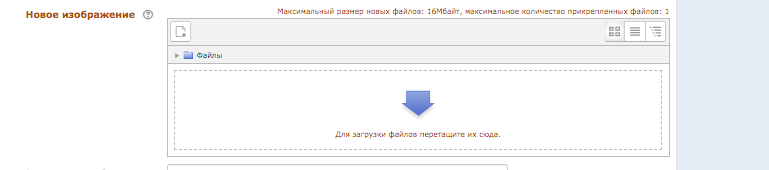 Максимальный размер новых файлов: 16Мбайт, максимальное количество прикрепленных файлов: 1
Новое изображение
Файлы
Для загрузки файлов перетащите их сюда.